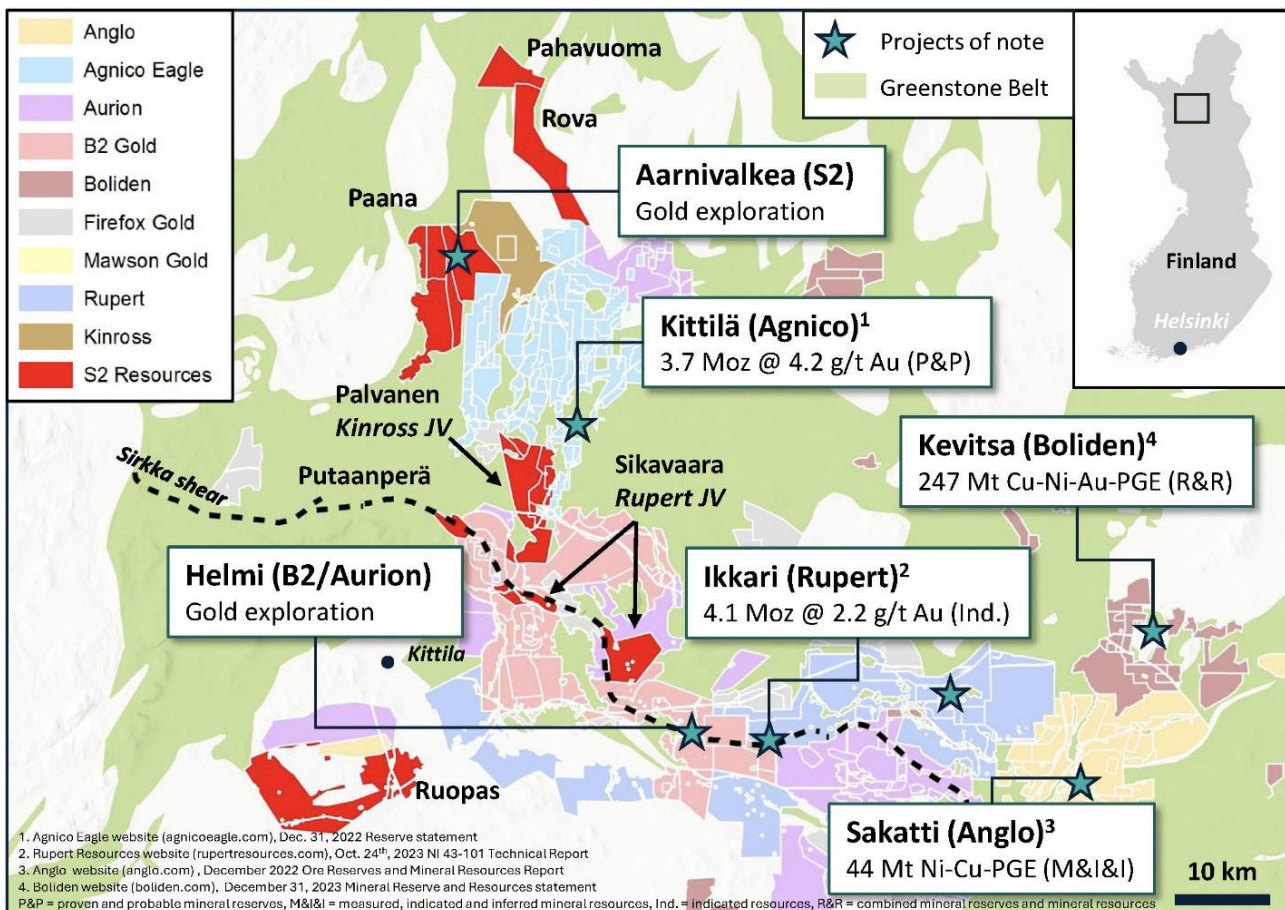 Anglo
Agnico Eagle
Aurion
B2 Gold
Boliden
Firefox Gold
Mawson Gold
Rupert
Kinross
S2 Resources
Projects of note
Greenstone Belt
Finland
Helsinki
Pahavuoma
Rova
Paana
Aarnivalkea (S2)
Gold exploration
Kittilä (Agnico)¹
3.7 Moz @ 4.2 g/t Au (P&P)
Palvanen
Kinross JV
Sirkka shear
Putaanperä
Sikavaara
Rupert JV
Kevitsa (Boliden)⁴
247 Mt Cu-Ni-Au-PGE (R&R)
Helmi (B2/Aurion)
Gold exploration
Ikkari (Rupert)²
4.1 Moz @ 2.2 g/t Au (Ind.)
Kittila
Ruopas
Sakatti (Anglo)³
44 Mt Ni-Cu-PGE (M&I&I)
10 km
1. Agnico Eagle website (agnicoeagle.com), Dec. 31, 2022 Reserve statement
2. Rupert Resources website (rupertresources.com), Oct. 24th, 2023 NI 43-101 Technical Report
3. Anglo website (anglo.com) , December 2022 Ore Reserves and Mineral Resources Report
4. Boliden website (boliden.com), December 31, 2023 Mineral Reserve and Resources statement
P&P = proven and probable mineral reserves, M&I&I = measured, indicated and inferred mineral resources, Ind. = indicated resources, R&R = combined mineral reserves and mineral resources